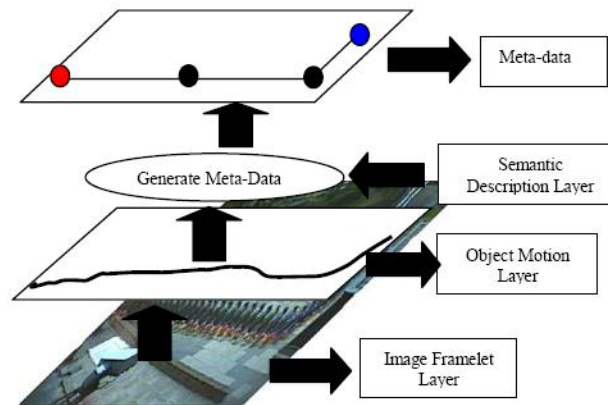 Meta-data
Generate Meta-Data
Semantic
Description Layer
Object Motion
Layer
Image Framelet
Layer